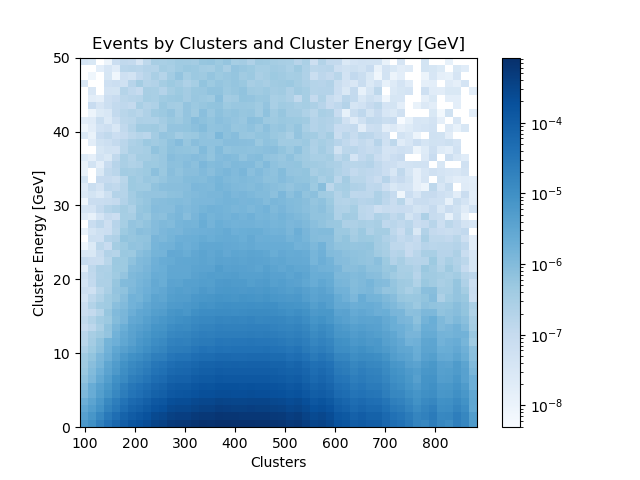 Events by Clusters and Cluster Energy [GeV]
50
40
30
20
10
0
Cluster Energy [GeV]
100 200 300 400 500 600 700 800
Clusters
10⁻⁴
10⁻⁵
10⁻⁶
10⁻⁷
10⁻⁸